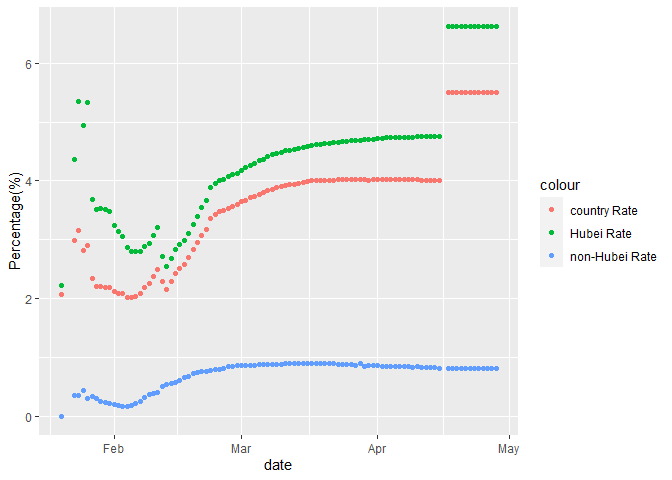 6
4
2
0
Percentage(%)
Feb
Mar
Apr
May
date
colour
country Rate
Hubei Rate
non-Hubei Rate